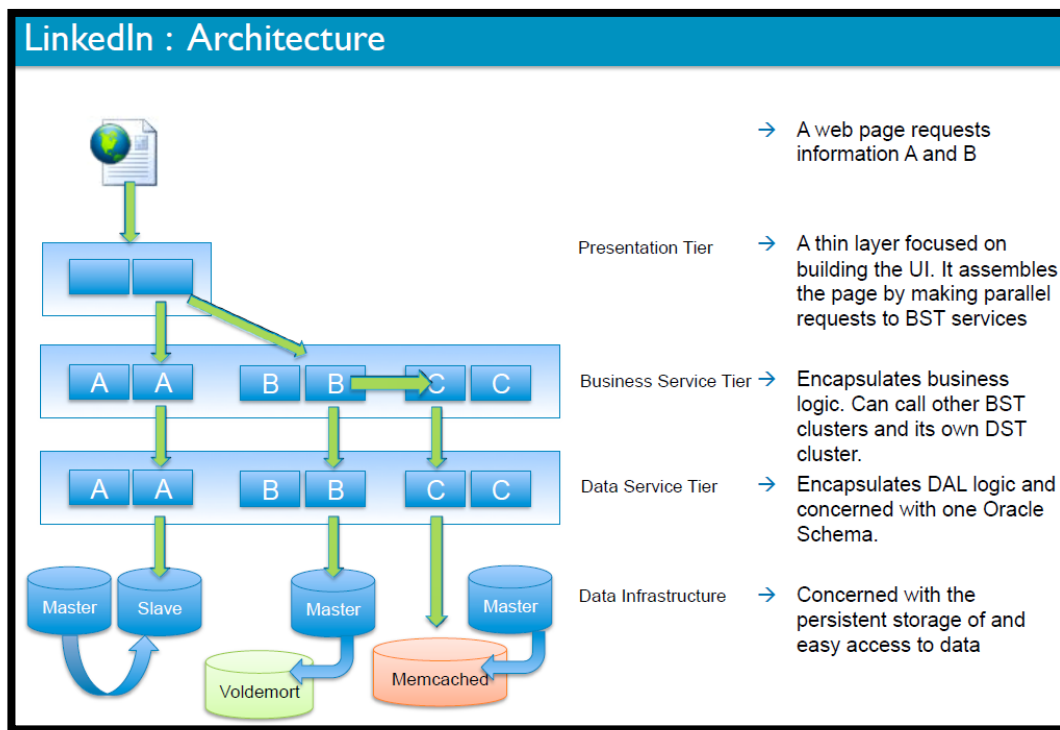 LinkedIn : Architecture
→ A web page requests
information A and B
Presentation Tier → A thin layer focused on
building the UI. It assembles
the page by making parallel
requests to BST services
A A B B C C
Business Service Tier → Encapsulates business
logic. Can call other BST
clusters and its own DST
cluster.
A A B B C C
Data Service Tier → Encapsulates DAL logic and
concerned with one Oracle
Schema.
Master Slave Master Master
Data Infrastructure → Concerned with the
persistent storage of and
easy access to data
Voldemort Memcached